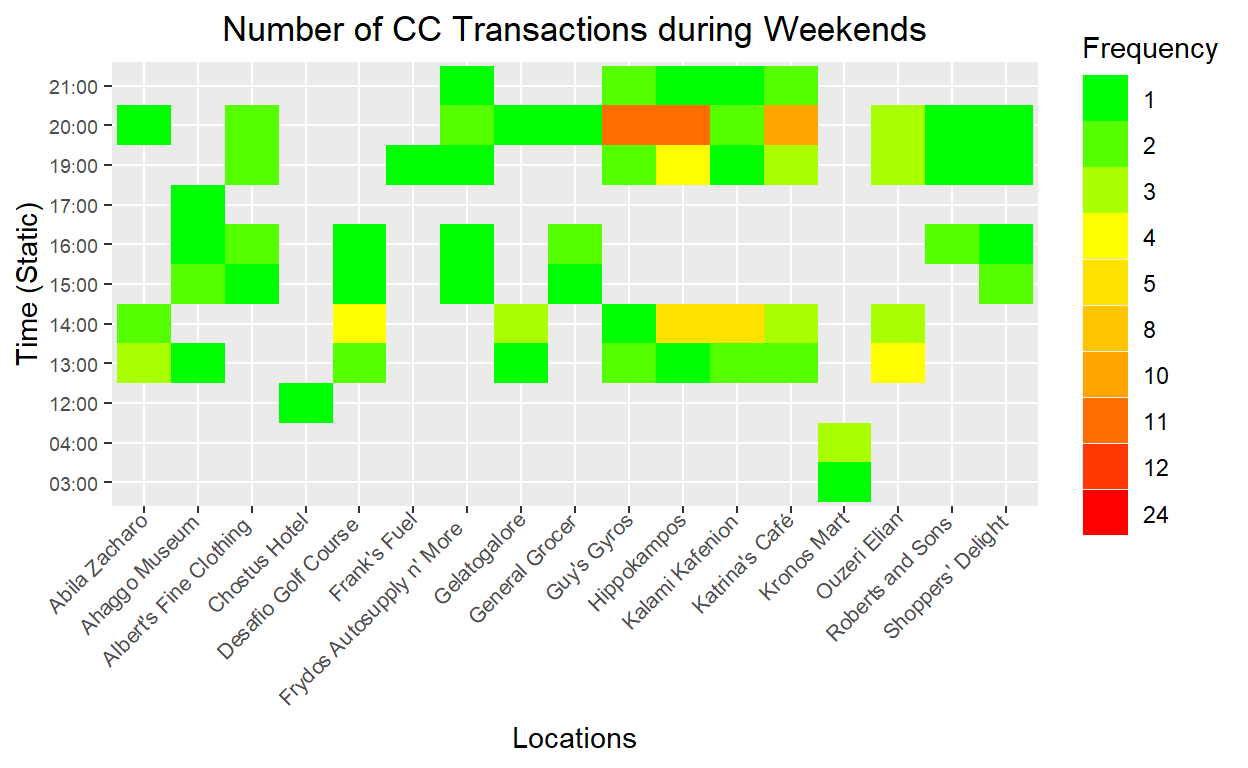 Number of CC Transactions during Weekends
Frequency
1
2
3
4
5
8
10
11
12
24
Time (Static)
21:00
20:00
19:00
17:00
16:00
15:00
14:00
13:00
12:00
04:00
03:00
Abila Zacharo
Ahaggo Museum
Albert's Fine Clothing
Chostus Hotel
Desafio Golf Course
Frank's Fuel
Frydos Autosupply n' More
Gelatogalore
General Grocer
Guy's Gyros
Hippokampos
Kalami Kafenion
Katrina's Café
Kronos Mart
Ouzeri Elian
Roberts and Sons
Shoppers' Delight
Locations